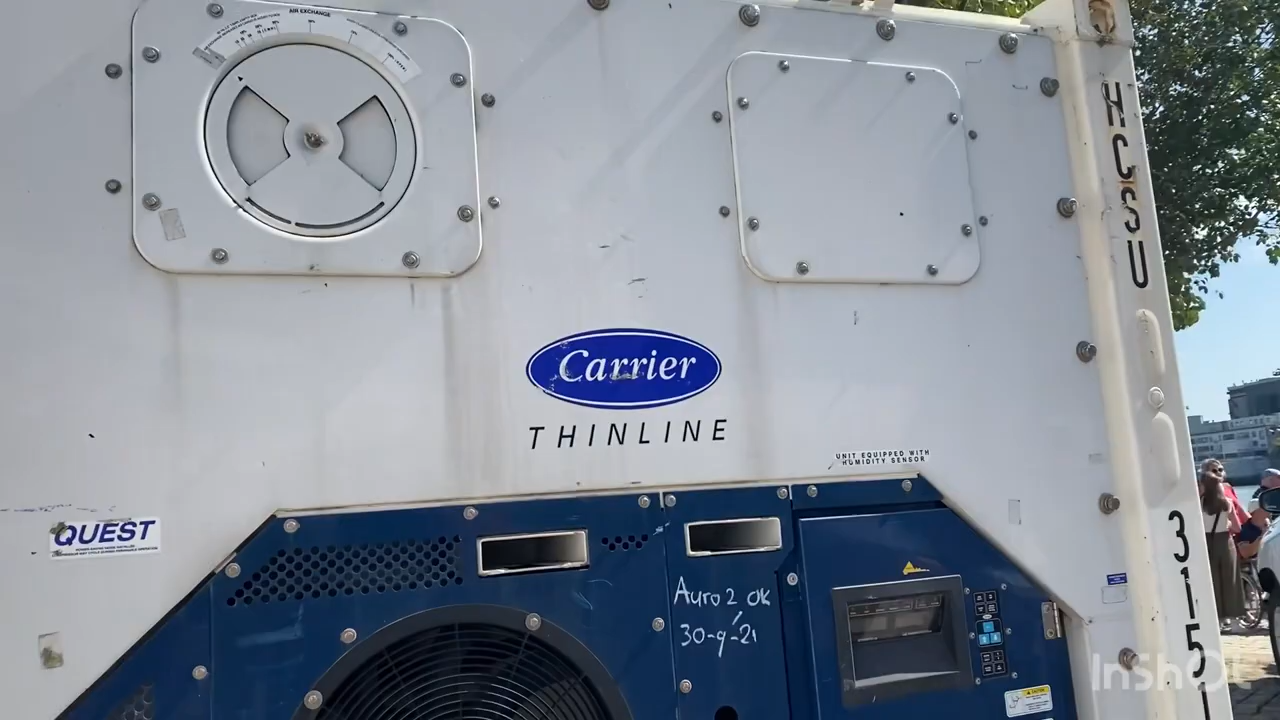 AIR EXCHANGE
HCSU
315
Carrier
THINLINE
UNIT EQUIPPED WITH
HUMIDITY SENSOR
QUEST
Auro 2 OK
30-9-21
InShOt